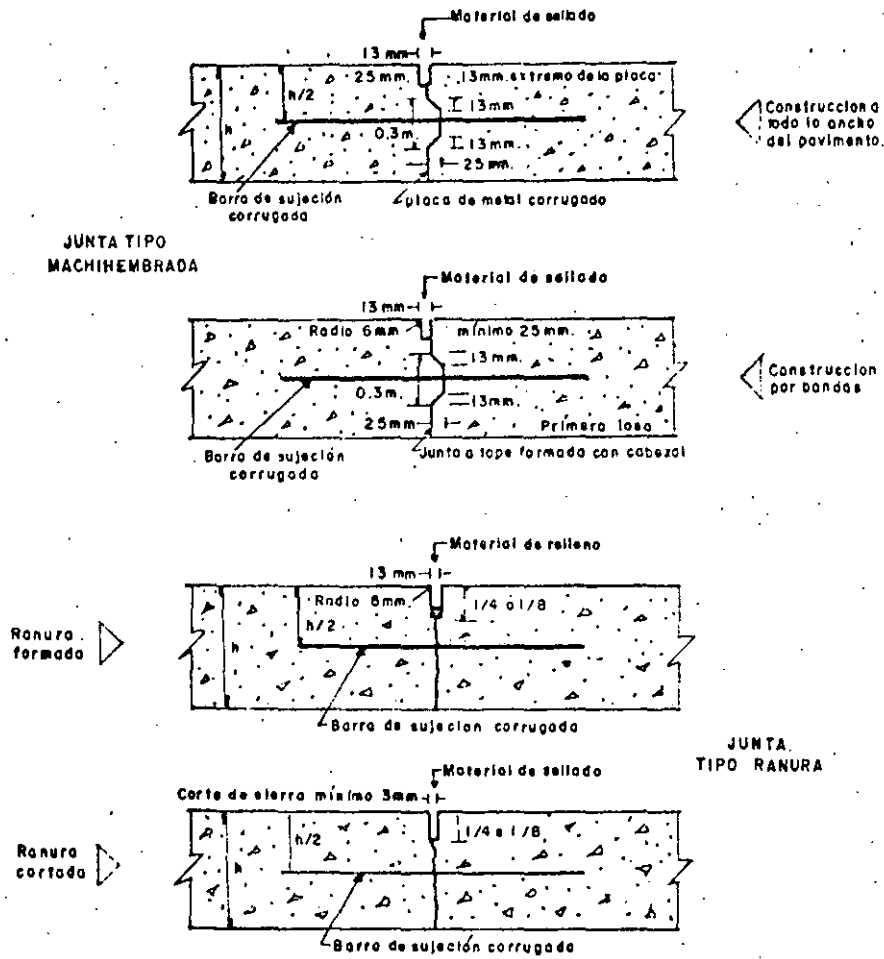 Material de sellado
13 mm
25 mm.
13mm. extremo de la placa
h/2
h
13mm
0.3m.
13mm.
25 mm.
Barra de sujeción
corrugada
placa de metal corrugado
Construccion a
todo lo ancho
del pavimento.
JUNTA TIPO
MACHIHEMBRADA
Material de sellado
13 mm
Radio 6mm
mínimo 25mm.
13mm.
0.3m.
13mm.
25mm
Primera losa
Barra de sujeción
corrugada
Junta a tope formada con cabezal
Construccion
por bandas
Material de relleno
13 mm
Radio 6mm.
1/4 ó 1/8
h/2
h
Ranura
formada
Barra de sujecion corrugada
JUNTA
TIPO RANURA
Material de sellado
Corte de sierra mínimo 3mm
1/4 ó 1/8
h/2
h
Ranura
cortada
Barra de sujeción corrugada